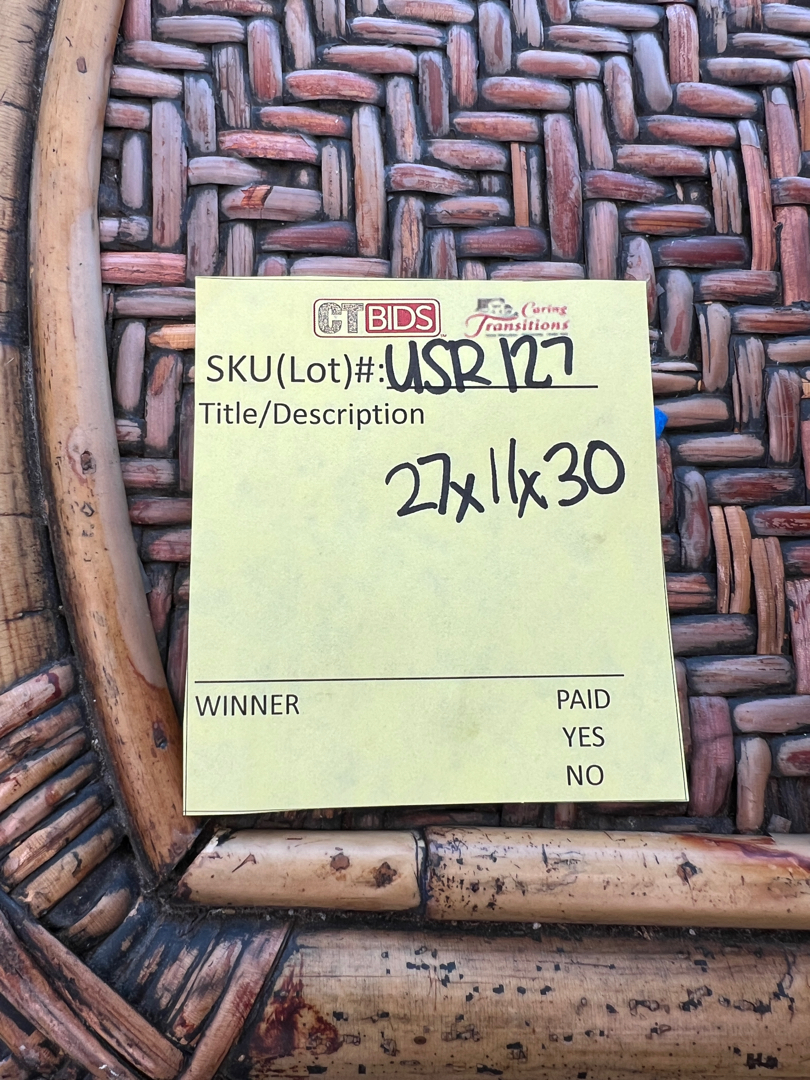 CTBIDS
Caring
Transitions
SKU(Lot)#:USR127
Title/Description
27x11x30
WINNER
PAID
YES
NO